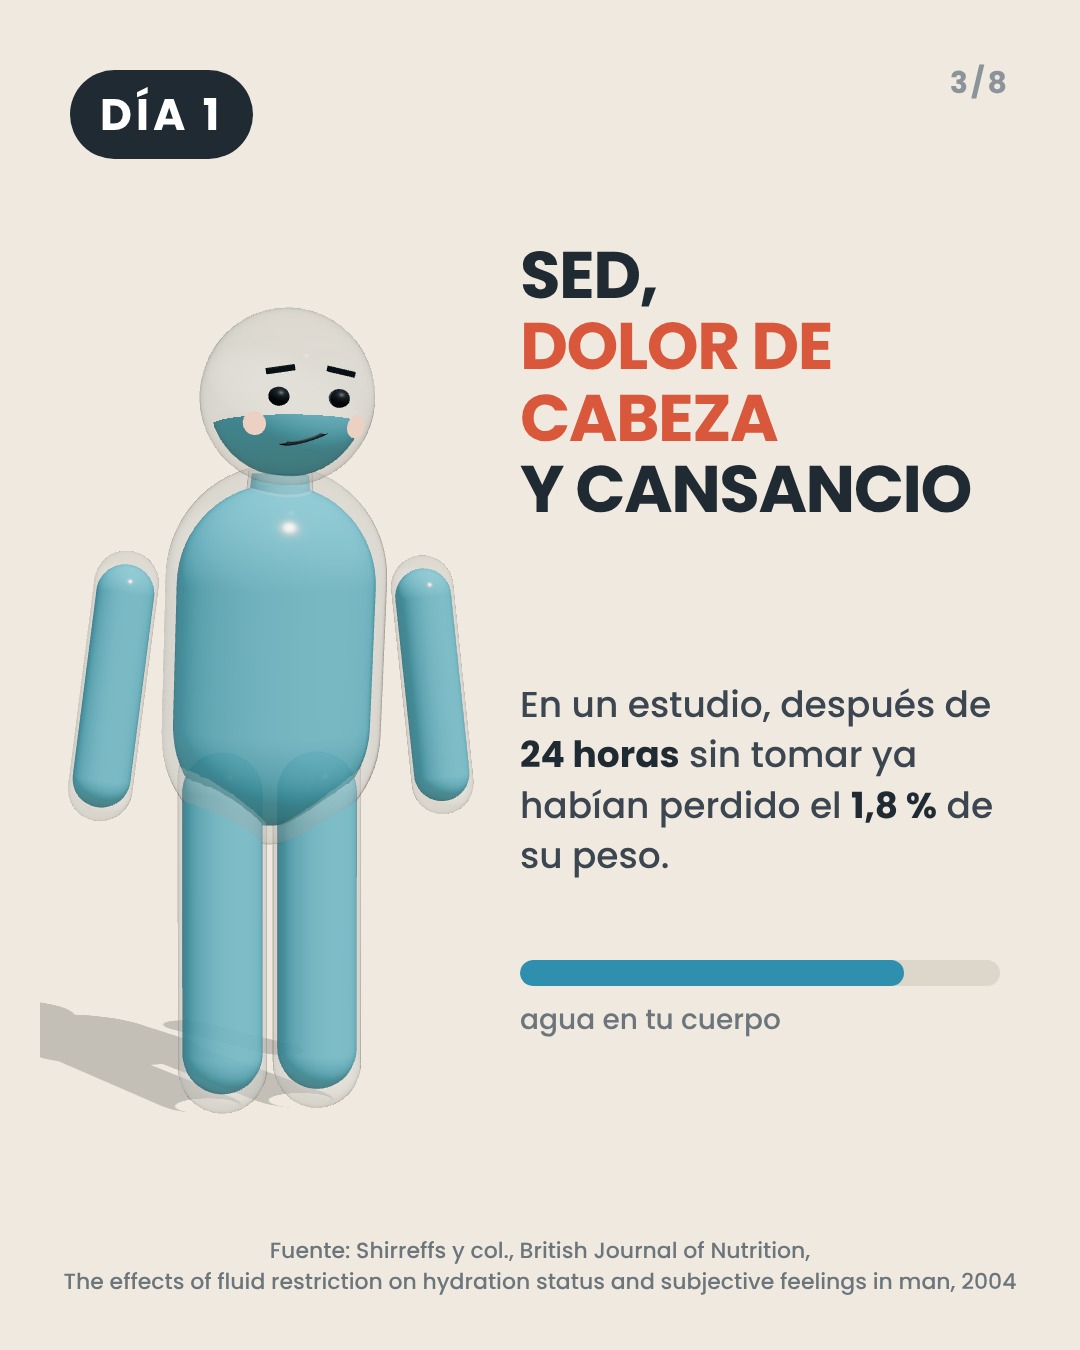 DÍA 1
3/8
SED,
DOLOR DE
CABEZA
Y CANSANCIO
En un estudio, después de
24 horas sin tomar ya
habían perdido el 1,8 % de
su peso.
agua en tu cuerpo
Fuente: Shirreffs y col., British Journal of Nutrition,
The effects of fluid restriction on hydration status and subjective feelings in man, 2004